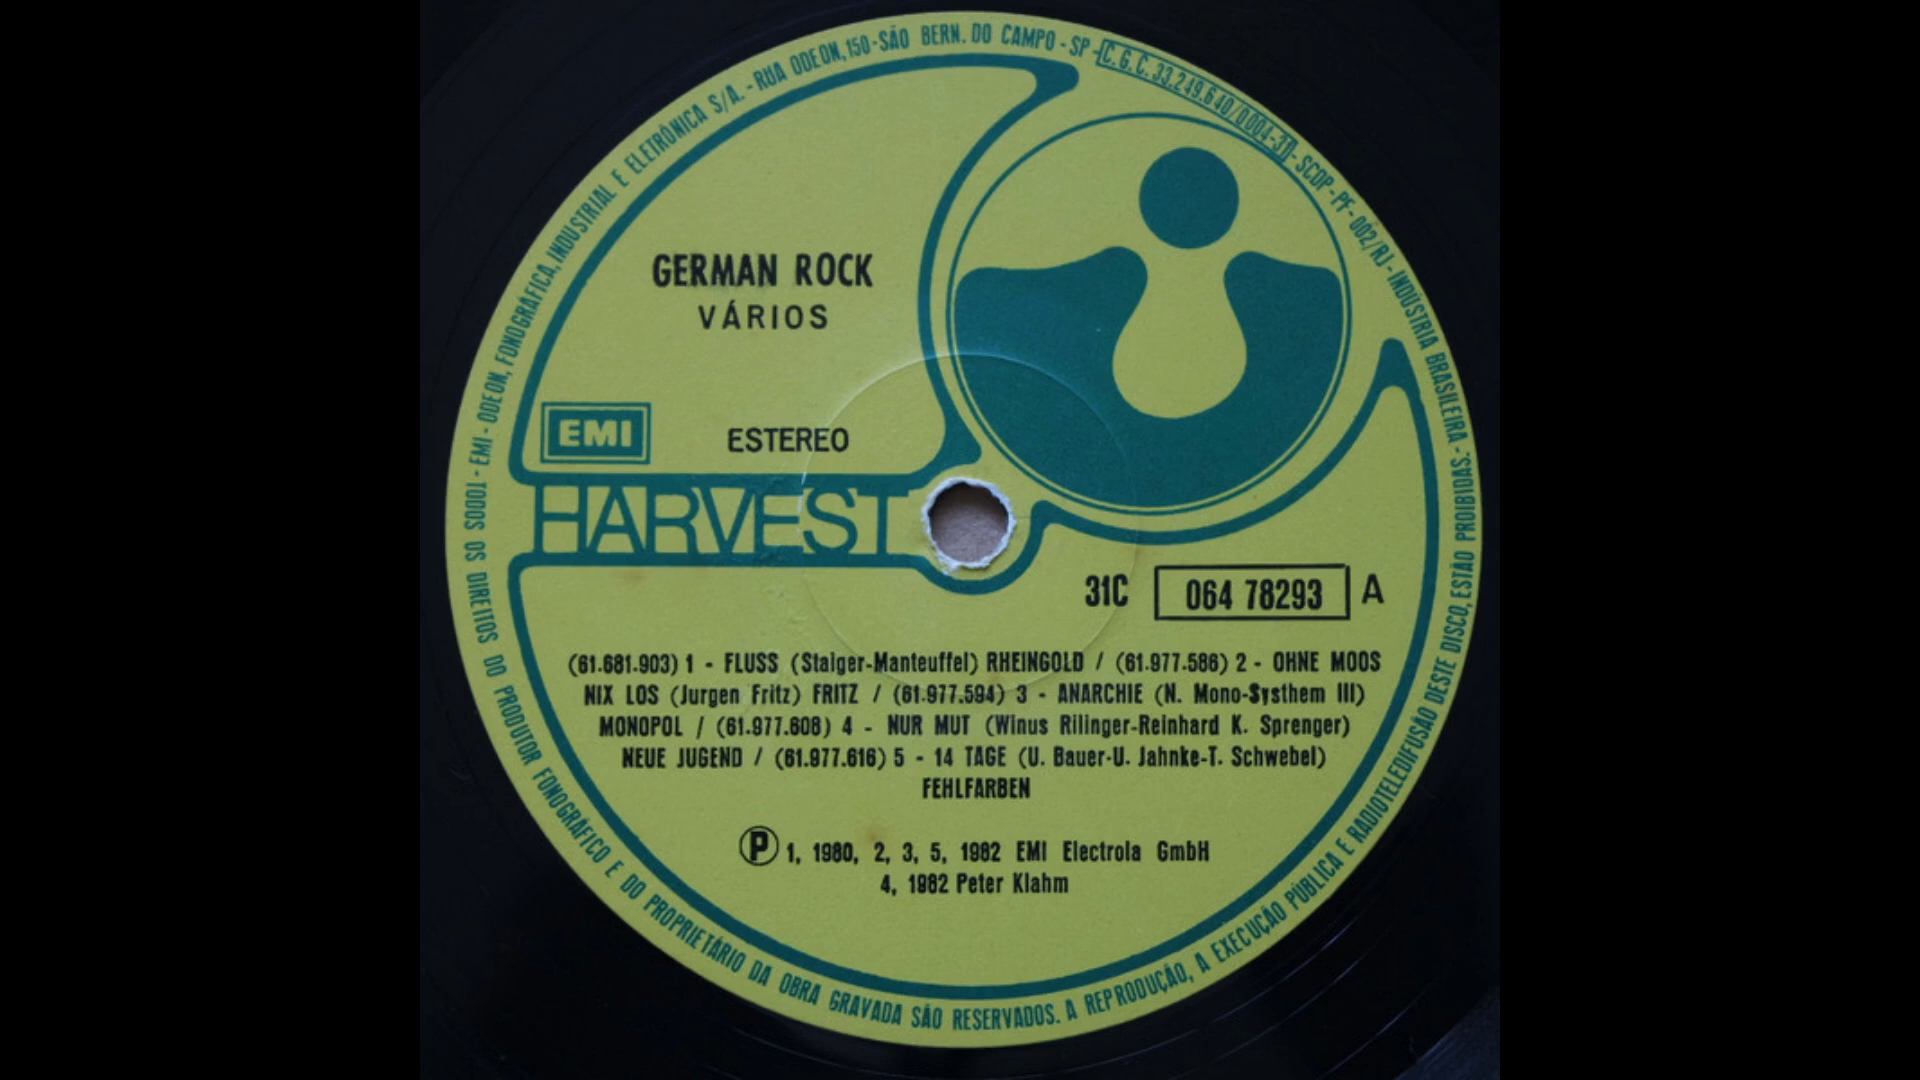 EMI - ODEON, FONOGRÁFICA, INDUSTRIAL E ELETRÔNICA S/A. - RUA ODEON, 150 - SÃO BERN. DO CAMPO - SP - C.G.C. 33.249.640/0004-31 - SCDP - PF - 002/RJ - INDÚSTRIA BRASILEIRA -
GERMAN ROCK
VÁRIOS
EMI
ESTEREO
HARVEST
31C 064 78293 A
(61.681.903) 1 - FLUSS (Staiger-Manteuffel) RHEINGOLD / (61.977.586) 2 - OHNE MOOS
NIX LOS (Jurgen Fritz) FRITZ / (61.977.594) 3 - ANARCHIE (N. Mono-Systhem III)
MONOPOL / (61.977.608) 4 - NUR MUT (Winus Rilinger-Reinhard K. Sprenger)
NEUE JUGEND / (61.977.616) 5 - 14 TAGE (U. Bauer-U. Jahnke-T. Schwebel)
FEHLFARBEN
Ⓟ 1, 1980, 2, 3, 5, 1982 EMI Electrola GmbH
4, 1982 Peter Klahm
TODOS OS DIREITOS DO PRODUTOR FONOGRÁFICO E DO PROPRIETÁRIO DA OBRA GRAVADA SÃO RESERVADOS. A REPRODUÇÃO, A EXECUÇÃO PÚBLICA E RADIOTELEDIFUSÃO DESTE DISCO, ESTÃO PROIBIDAS. -